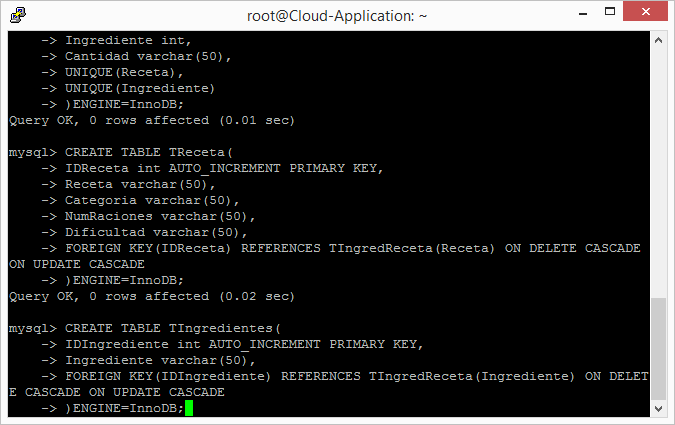 root@Cloud-Application: ~
    -> Ingrediente int,
    -> Cantidad varchar(50),
    -> UNIQUE(Receta),
    -> UNIQUE(Ingrediente)
    -> )ENGINE=InnoDB;
Query OK, 0 rows affected (0.01 sec)
mysql> CREATE TABLE TReceta(
    -> IDReceta int AUTO_INCREMENT PRIMARY KEY,
    -> Receta varchar(50),
    -> Categoria varchar(50),
    -> NumRaciones varchar(50),
    -> Dificultad varchar(50),
    -> FOREIGN KEY(IDReceta) REFERENCES TIngredReceta(Receta) ON DELETE CASCADE
ON UPDATE CASCADE
    -> )ENGINE=InnoDB;
Query OK, 0 rows affected (0.02 sec)
mysql> CREATE TABLE TIngredientes(
    -> IDIngrediente int AUTO_INCREMENT PRIMARY KEY,
    -> Ingrediente varchar(50),
    -> FOREIGN KEY(IDIngrediente) REFERENCES TIngredReceta(Ingrediente) ON DELET
E CASCADE ON UPDATE CASCADE
    -> )ENGINE=InnoDB;